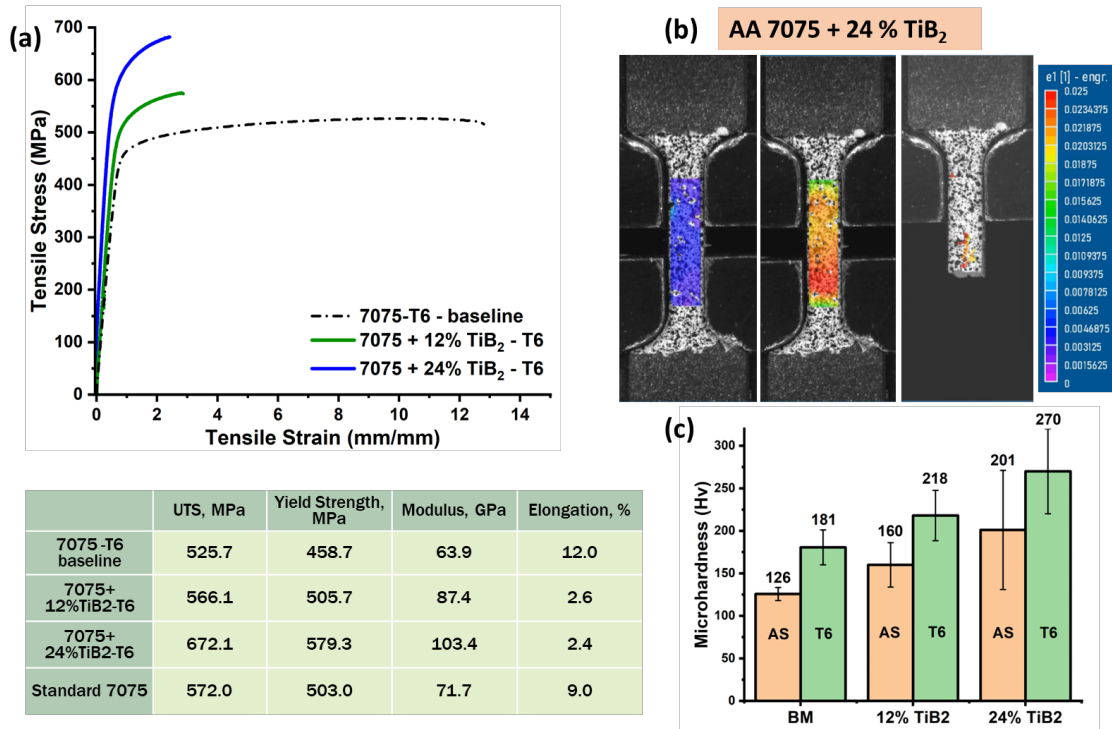 (a)
700
600
500
400
300
200
100
0
Tensile Stress (MPa)
7075-T6 - baseline
7075 + 12% TiB2 - T6
7075 + 24% TiB2 - T6
0 2 4 6 8 10 12 14
Tensile Strain (mm/mm)
(b)
AA 7075 + 24 % TiB2
e1 [1] - engr.
0.025
0.0234375
0.021875
0.0203125
0.01875
0.0171875
0.015625
0.0140625
0.0125
0.0109375
0.009375
0.0078125
0.00625
0.0046875
0.003125
0.0015625
0
UTS, MPa Yield Strength, MPa Modulus, GPa Elongation, %
7075 -T6 baseline 525.7 458.7 63.9 12.0
7075+ 12%TiB2-T6 566.1 505.7 87.4 2.6
7075+ 24%TiB2-T6 672.1 579.3 103.4 2.4
Standard 7075 572.0 503.0 71.7 9.0
(c)
Microhardness (Hv)
300
250
200
150
100
50
0
126 181 160 218 201 270
AS T6 AS T6 AS T6
BM 12% TiB2 24% TiB2